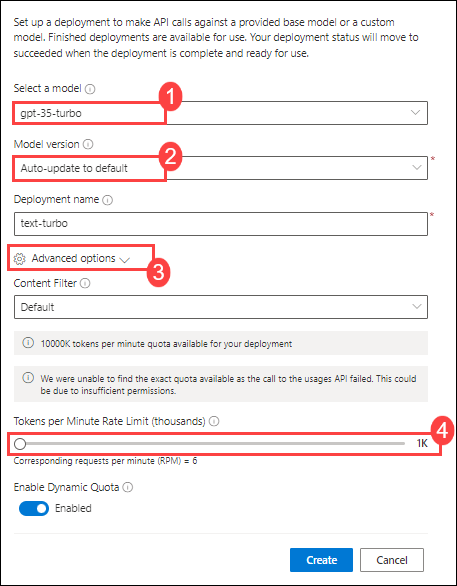 Set up a deployment to make API calls against a provided base model or a custom
model. Finished deployments are available for use. Your deployment status will move to
succeeded when the deployment is complete and ready for use.
Select a model
1
gpt-35-turbo
Model version
2
Auto-update to default
*
Deployment name
text-turbo
*
Advanced options
3
Content Filter
Default
10000K tokens per minute quota available for your deployment
We were unable to find the exact quota available as the call to the usages API failed. This could
be due to insufficient permissions.
Tokens per Minute Rate Limit (thousands)
4
1K
Corresponding requests per minute (RPM) = 6
Enable Dynamic Quota
Enabled
Create Cancel